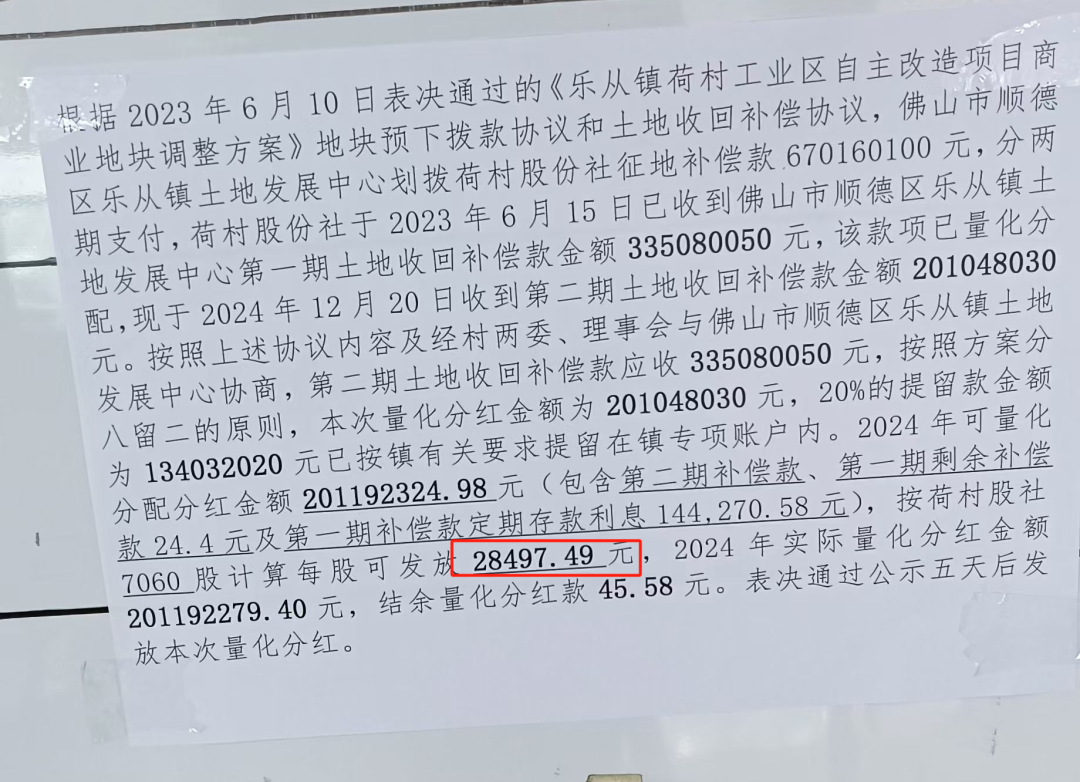 根据 2023 年 6 月 10 日表决通过的《乐从镇荷村工业区自主改造项目商
业地块调整方案》地块预下拨款协议和土地收回补偿协议，佛山市顺德
区乐从镇土地发展中心划拨荷村股份社征地补偿款 670160100 元，分两
期支付，荷村股份社于 2023 年 6 月 15 日已收到佛山市顺德区乐从镇土
地发展中心第一期土地收回补偿款金额 335080050 元，该款项已量化分
配，现于 2024 年 12 月 20 日收到第二期土地收回补偿款金额 201048030
元。按照上述协议内容及经村两委、理事会与佛山市顺德区乐从镇土地
发展中心协商，第二期土地收回补偿款应收 335080050 元，按照方案分
八留二的原则，本次量化分红金额为 201048030 元，20%的提留款金额
为 134032020 元已按镇有关要求提留在镇专项账户内。2024 年可量化
分配分红金额 201192324.98 元（包含第二期补偿款、第一期剩余补偿
款 24.4 元及第一期补偿款定期存款利息 144,270.58 元），按荷村股社
7060 股计算每股可发放 28497.49 元，2024 年实际量化分红金额
201192279.40 元，结余量化分红款 45.58 元。表决通过公示五天后发
放本次量化分红。